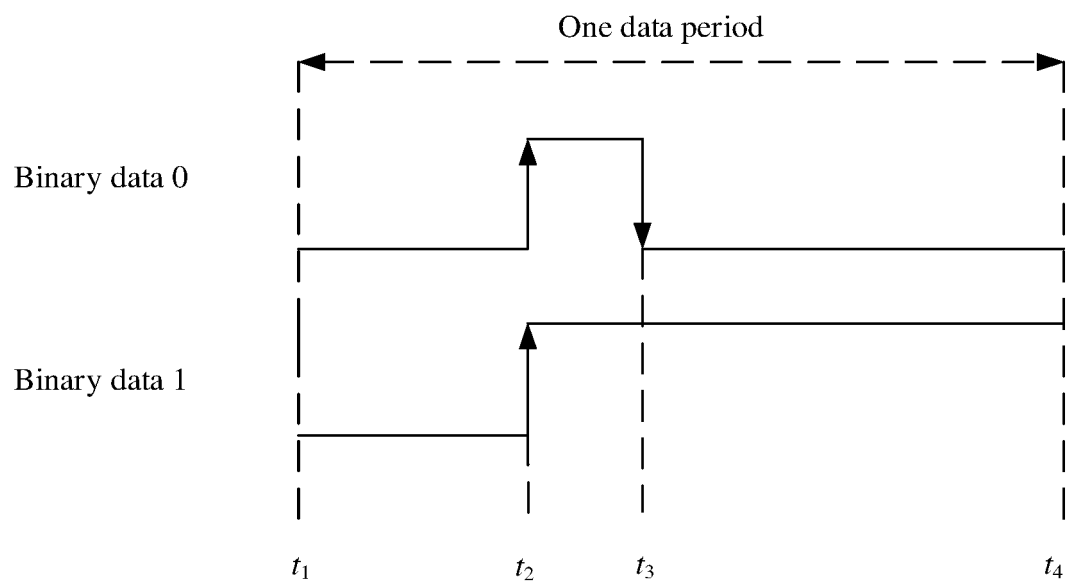 One data period
Binary data 0
Binary data 1
t₁ t₂ t₃ t₄